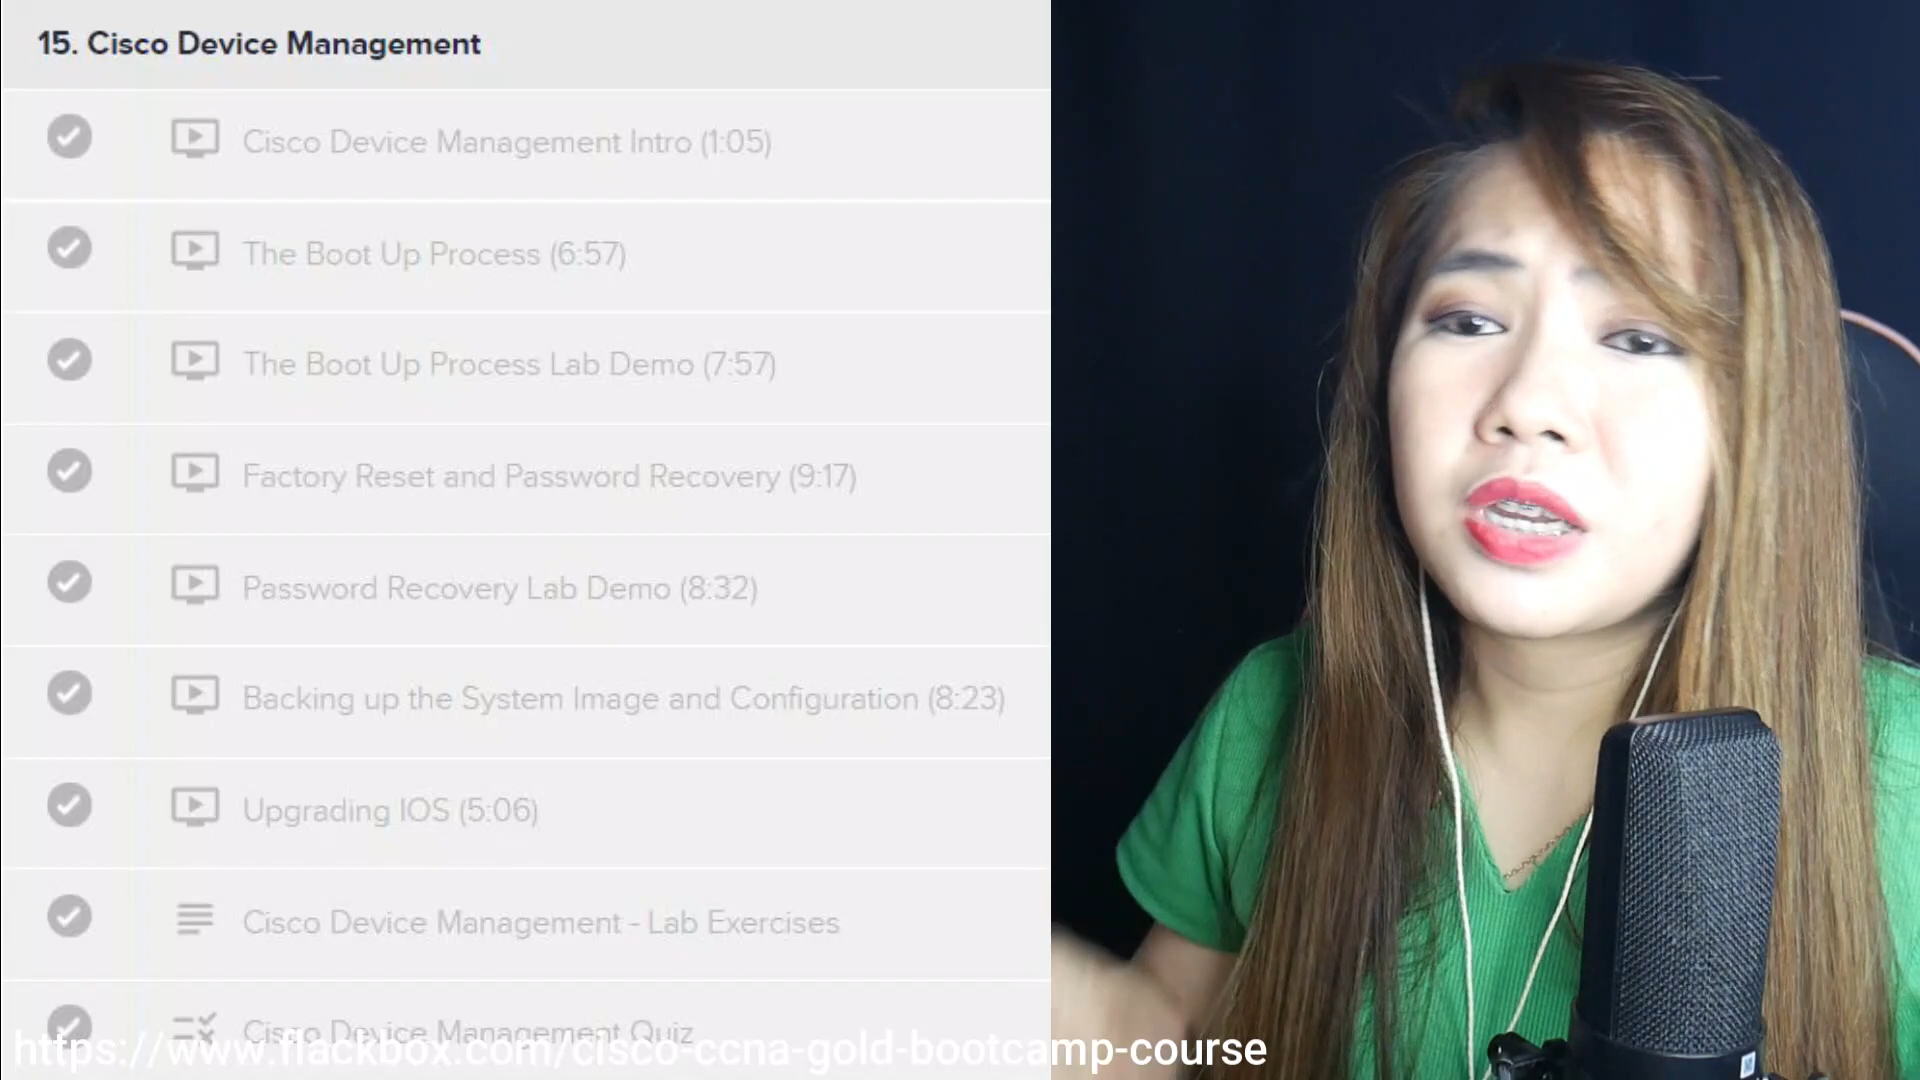 15. Cisco Device Management
Cisco Device Management Intro (1:05)
The Boot Up Process (6:57)
The Boot Up Process Lab Demo (7:57)
Factory Reset and Password Recovery (9:17)
Password Recovery Lab Demo (8:32)
Backing up the System Image and Configuration (8:23)
Upgrading IOS (5:06)
Cisco Device Management - Lab Exercises
Cisco Device Management Quiz
https://www.flackbox.com/cisco-ccna-gold-bootcamp-course